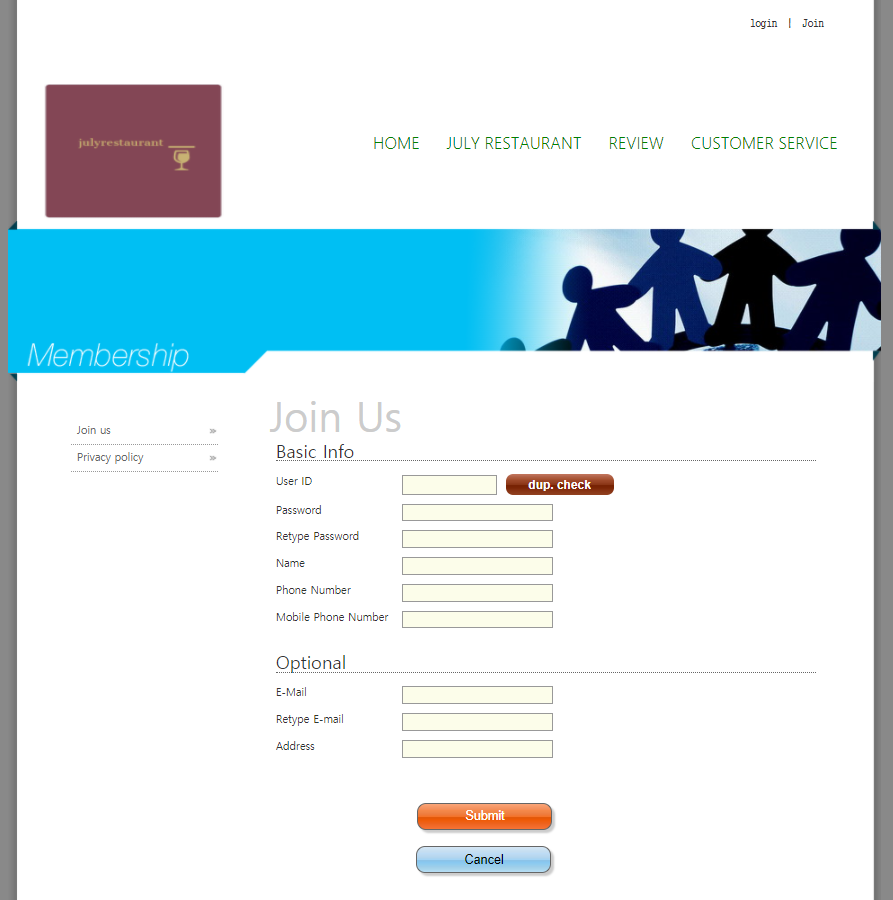 login | Join
julyrestaurant
HOME JULY RESTAURANT REVIEW CUSTOMER SERVICE
Membership
Join us »
Privacy policy »
Join Us
Basic Info
User ID dup. check
Password
Retype Password
Name
Phone Number
Mobile Phone Number
Optional
E-Mail
Retype E-mail
Address
Submit
Cancel